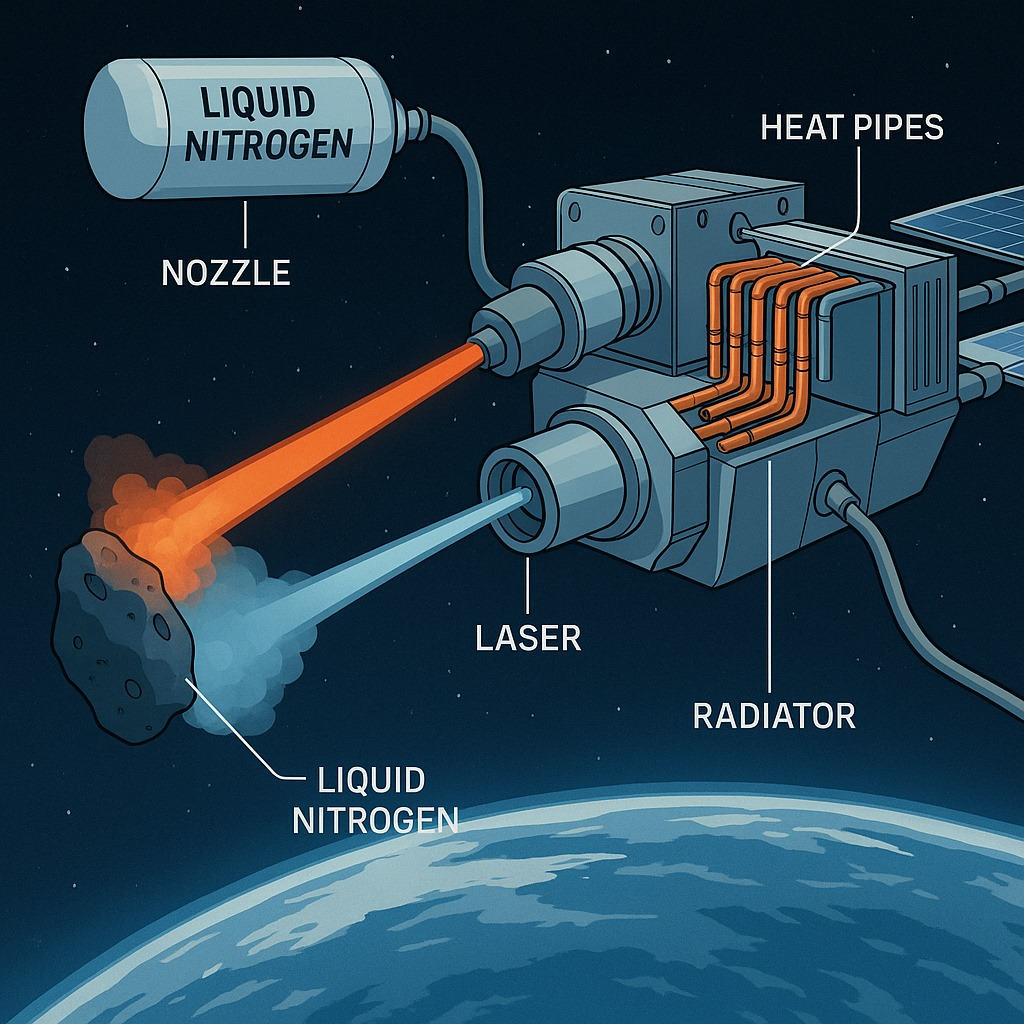 LIQUID
NITROGEN
HEAT PIPES
NOZZLE
LASER
RADIATOR
LIQUID
NITROGEN